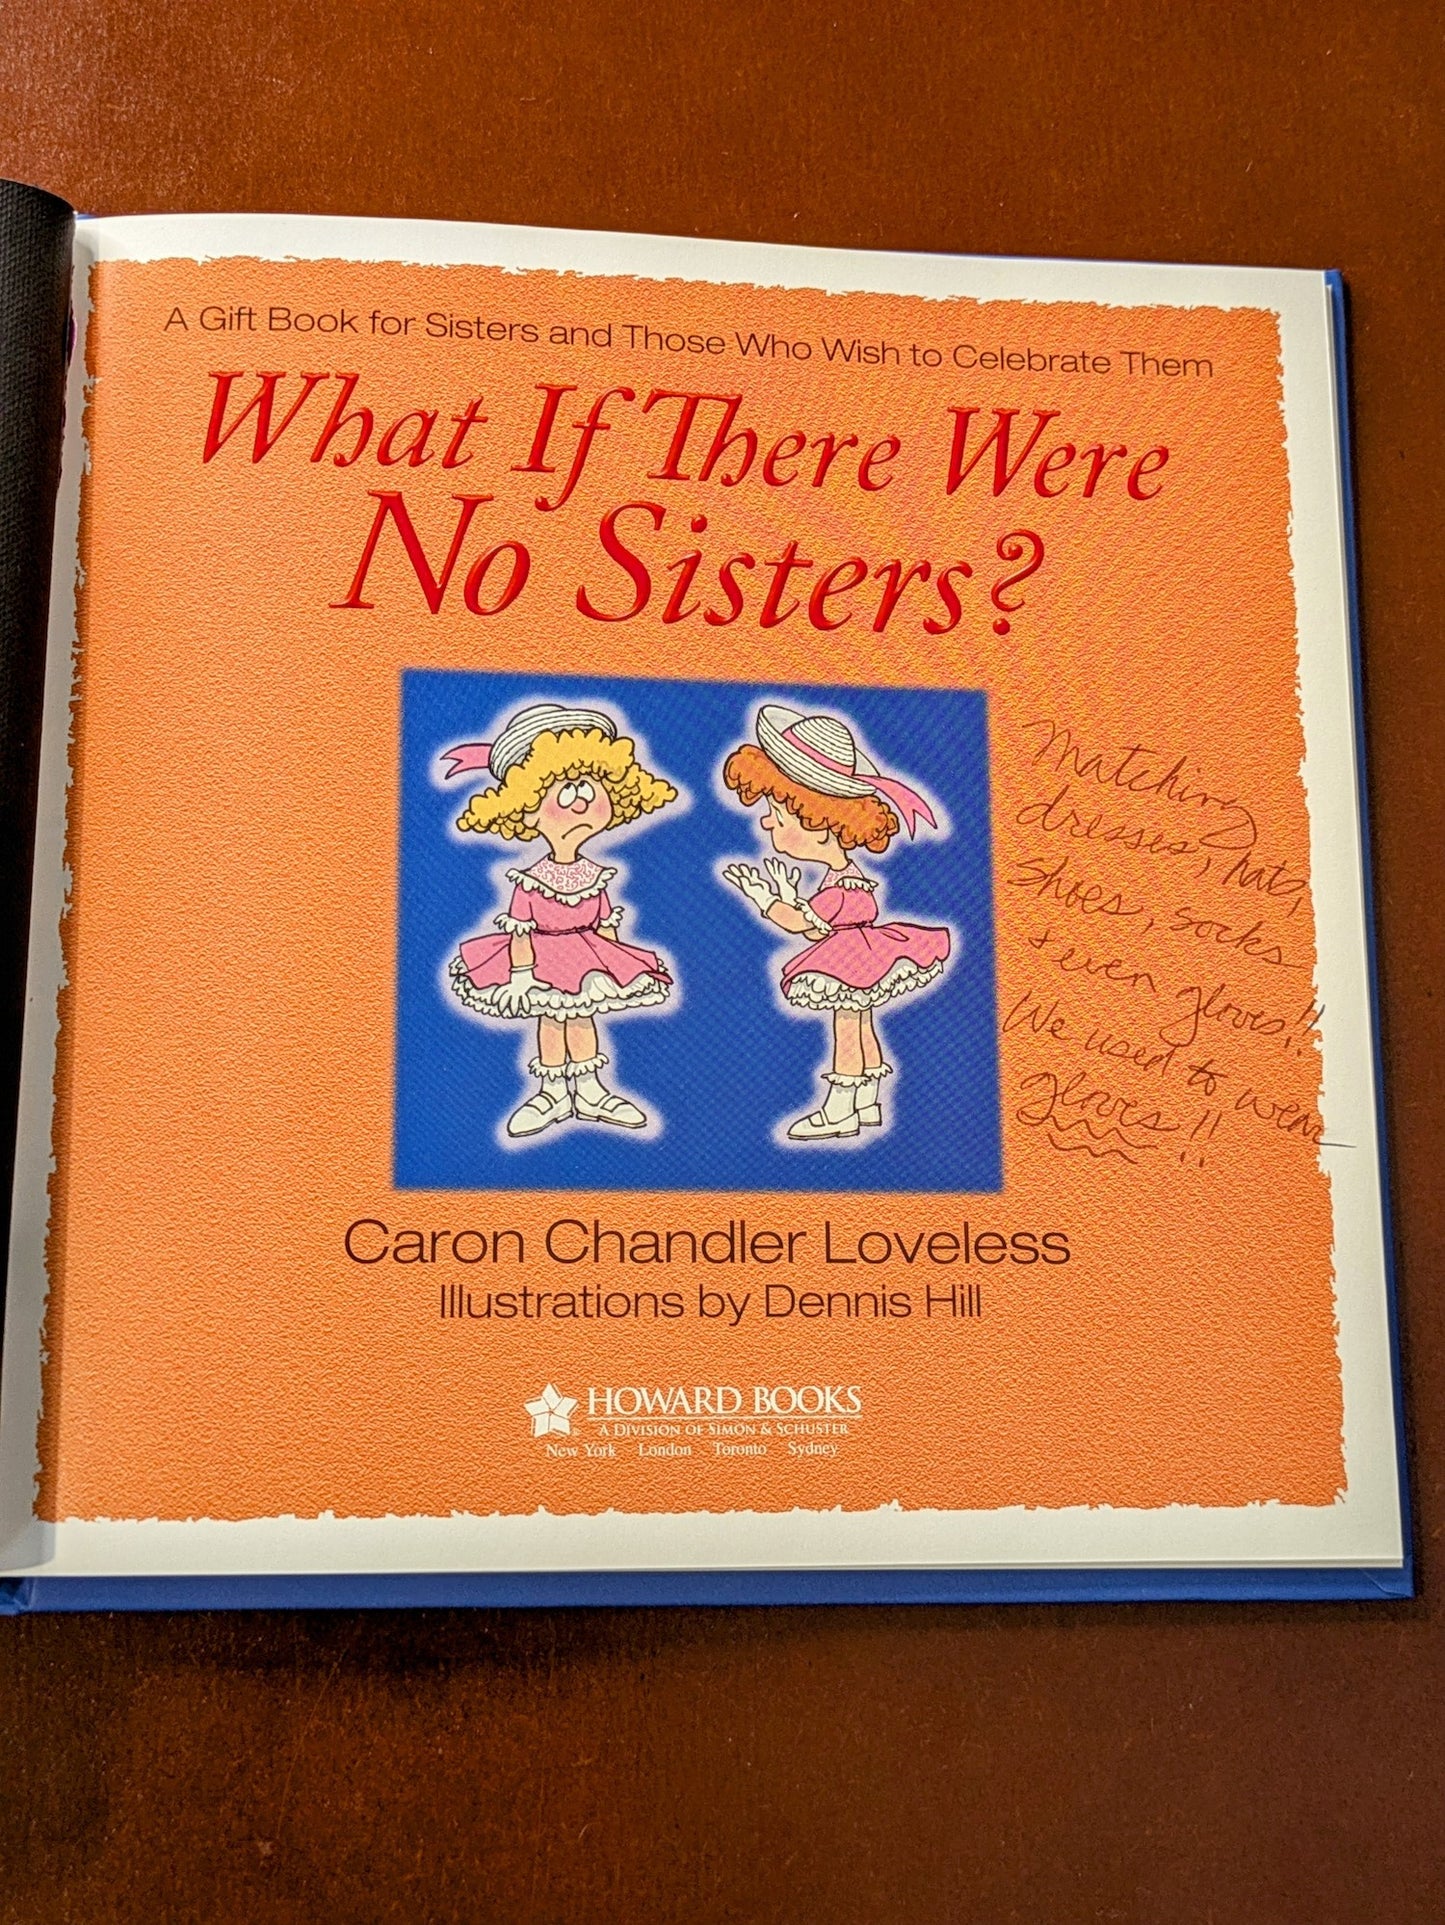 A Gift Book for Sisters and Those Who Wish to Celebrate Them
What If There Were
No Sisters?
Matching
dresses, hats,
shoes, socks
+ even gloves!!
We used to wear
gloves!!
Caron Chandler Loveless
Illustrations by Dennis Hill
HOWARD BOOKS
A DIVISION OF SIMON & SCHUSTER
New York London Toronto Sydney